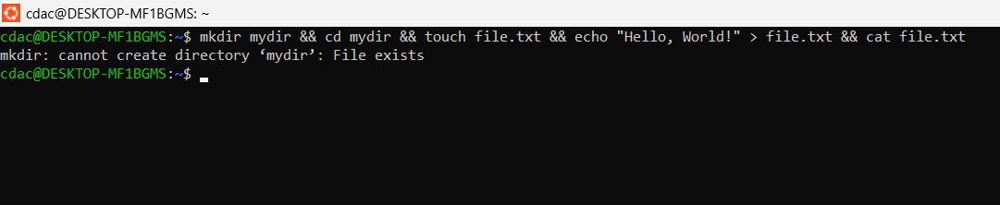 cdac@DESKTOP-MF1BGMS: ~
cdac@DESKTOP-MF1BGMS:~$ mkdir mydir && cd mydir && touch file.txt && echo "Hello, World!" > file.txt && cat file.txt
mkdir: cannot create directory ‘mydir’: File exists
cdac@DESKTOP-MF1BGMS:~$